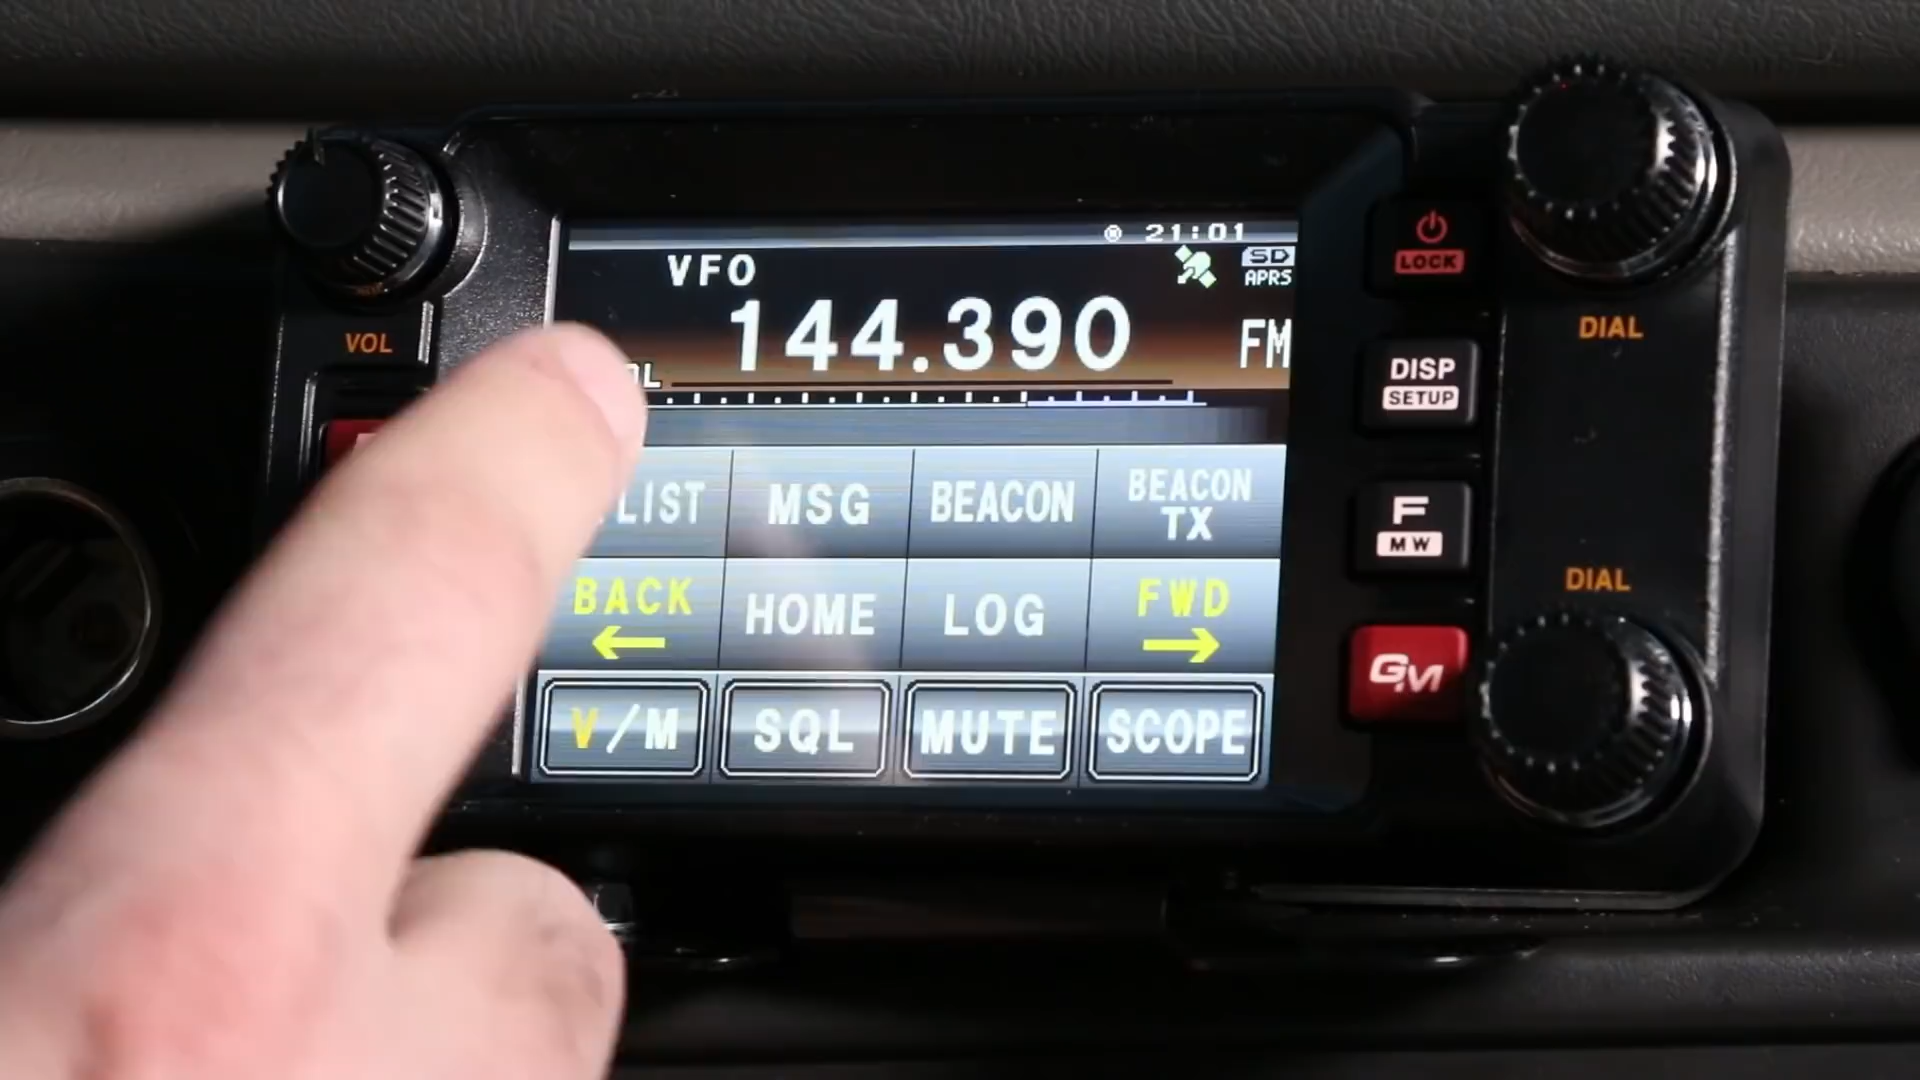 21:01
VFO
SD
APRS
144.390
FM
VOL
DIAL
LOCK
DISP
SETUP
LIST
MSG
BEACON
BEACON
TX
F
MW
BACK
HOME
LOG
FWD
DIAL
GM
V/M
SQL
MUTE
SCOPE